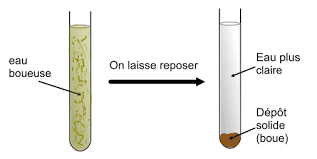 eau
boueuse
On laisse reposer
Eau plus
claire
Dépôt
solide
(boue)